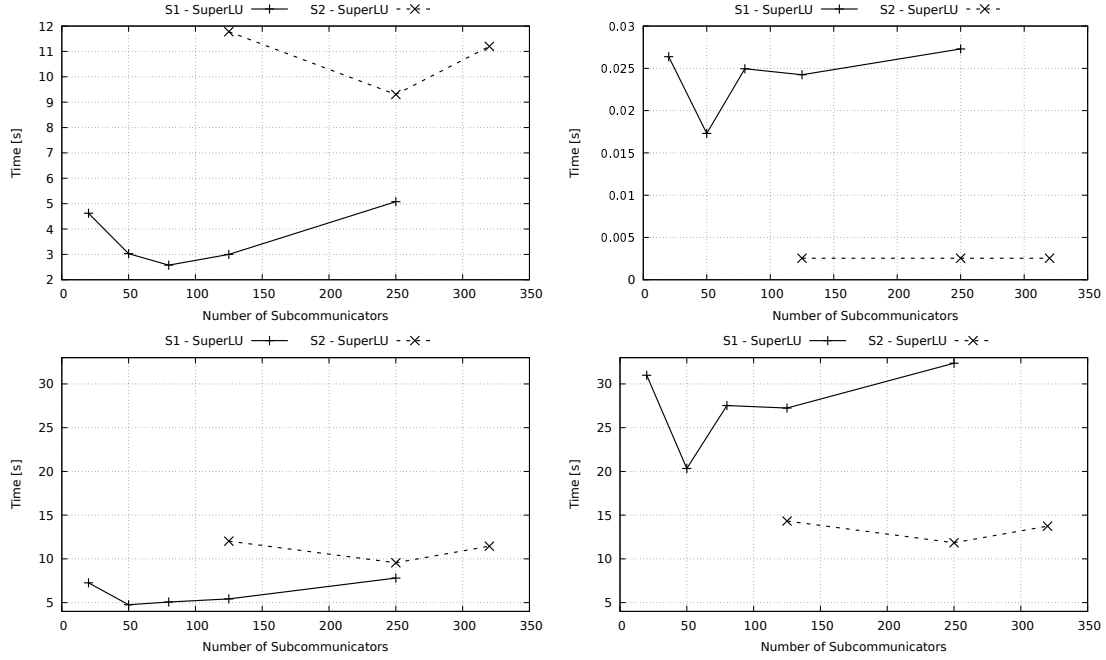 S1 - SuperLU S2 - SuperLU
12
11
10
9
8
7
6
5
4
3
2
Time [s]
0 50 100 150 200 250 300 350
Number of Subcommunicators
S1 - SuperLU S2 - SuperLU
0.03
0.025
0.02
0.015
0.01
0.005
0
Time [s]
0 50 100 150 200 250 300 350
Number of Subcommunicators
S1 - SuperLU S2 - SuperLU
30
25
20
15
10
5
Time [s]
0 50 100 150 200 250 300 350
Number of Subcommunicators
S1 - SuperLU S2 - SuperLU
30
25
20
15
10
5
Time [s]
0 50 100 150 200 250 300 350
Number of Subcommunicators